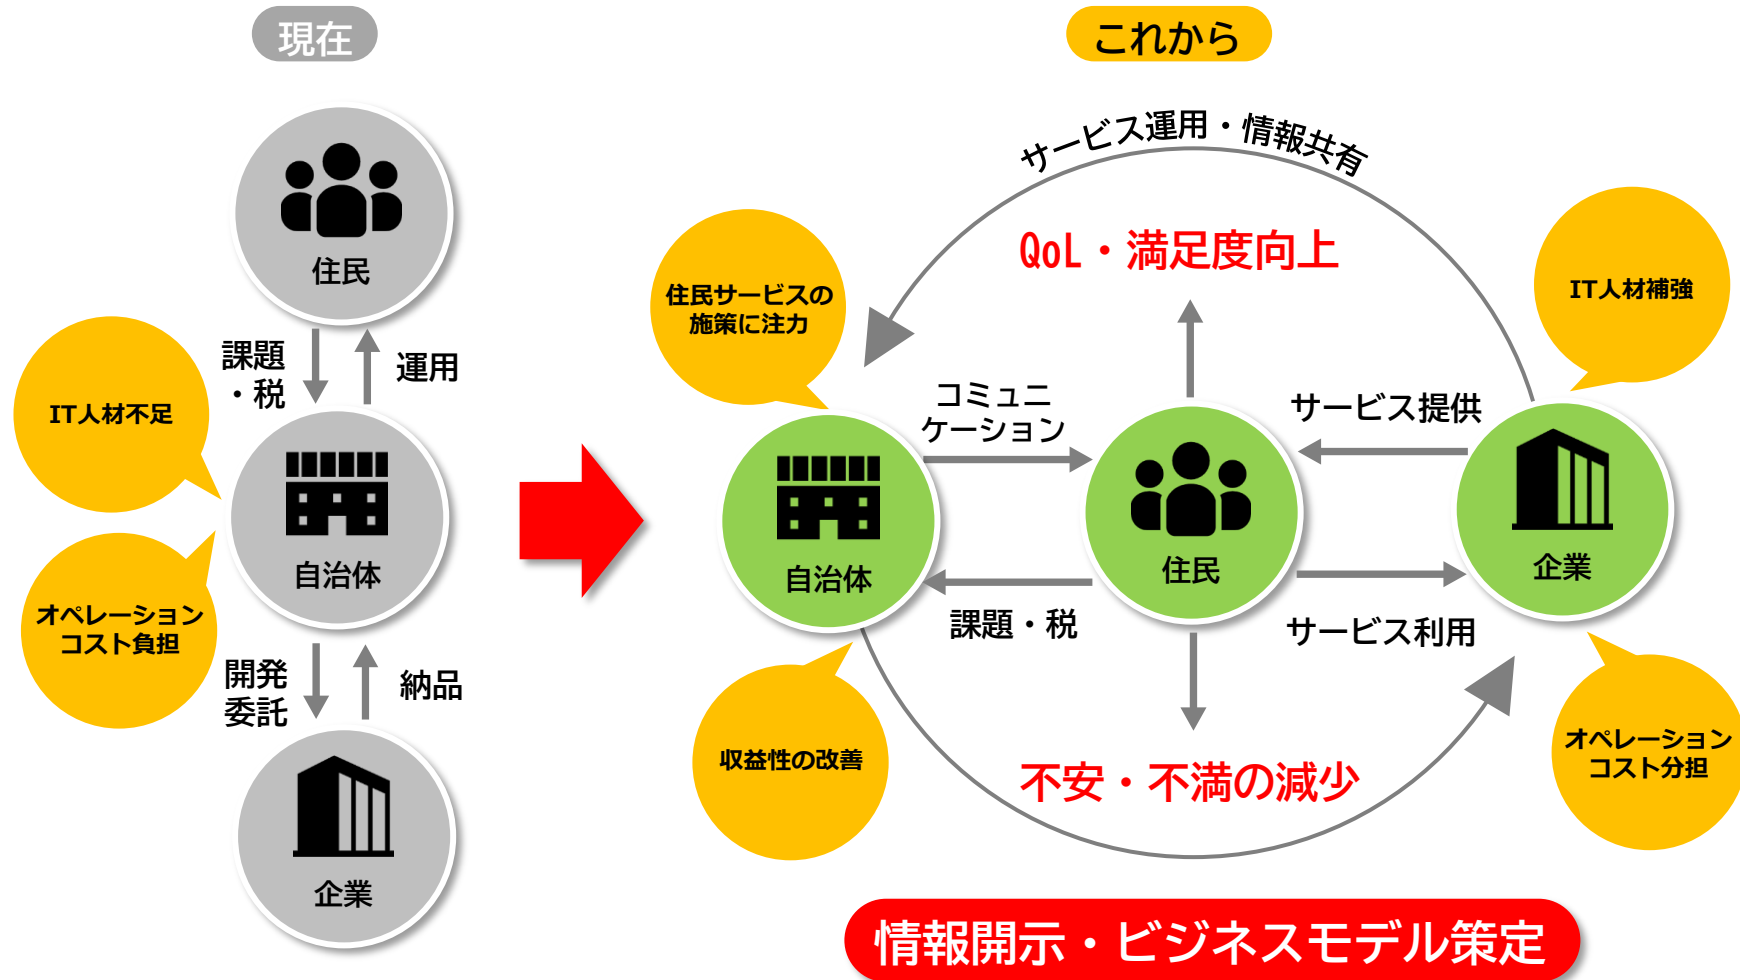 現在
住民
課題
・税
運用
IT人材不足
自治体
オペレーション
コスト負担
開発
委託
納品
企業
これから
サービス運用・情報共有
QoL・満足度向上
住民サービスの
施策に注力
IT人材補強
コミュニ
ケーション
サービス提供
自治体
住民
企業
課題・税
サービス利用
収益性の改善
不安・不満の減少
オペレーション
コスト分担
情報開示・ビジネスモデル策定